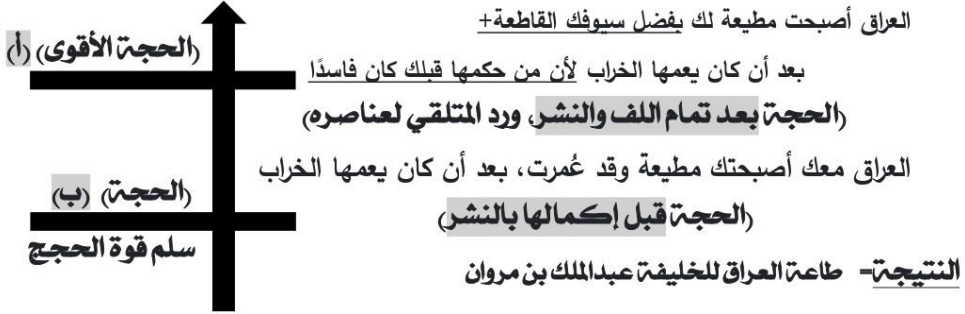 العراق أصبحت مطيعة لك بفضل سيوفك القاطعة+
(الحجة الأقوى) (أ)
بعد أن كان يعمها الخراب لأن من حكمها قبلك كان فاسدًا
(الحجة بعد تمام اللف والنشر، ورد المتلقي لعناصره)
العراق معك أصبحتك مطيعة وقد عُمرت، بعد أن كان يعمها الخراب
(الحجة) (ب)
(الحجة قبل إكمالها بالنشر)
سلم قوة الحجج
النتيجة= طاعة العراق للخليفة عبدالملك بن مروان